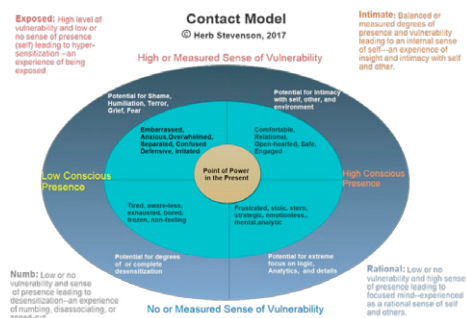 Contact Model
© Herb Stevenson, 2017
Exposed: High level of
vulnerability and low or
no sense of presence
(self) leading to hyper-
sensitization --an
experience of being
exposed.
Intimate: Balanced or
measured degrees of
presence and vulnerability
leading to an internal sense
of self---an experience of
insight and intimacy with self
and other.
High or Measured Sense of Vulnerability
Potential for Shame,
Humiliation, Terror,
Grief, Fear
Potential for Intimacy
with self, other, and
environment
Embarrassed,
Anxious,Overwhelmed,
Separated, Confused
Defensive, irritated
Comfortable,
Relational,
Open-hearted, Safe,
Engaged
Low Conscious
Presence
Point of Power
in the Present
High Conscious
Presence
Tired, aware-less,
exhausted, bored,
frozen, non-feeling
Frustrated, stoic, stern,
strategic, emotionless,,
mental,analytic
Potential for degrees
of or complete
desensitization
Potential for extreme
focus on logic,
Analytics, and details
Numb: Low or no
vulnerability and sense
of presence leading to
desensitization--an experience
of numbing, disassociating, or
Rational: Low or no
vulnerability and high sense
of presence leading to
focused mind--experienced
as a rational sense of self
and others.
No or Measured Sense of Vulnerability